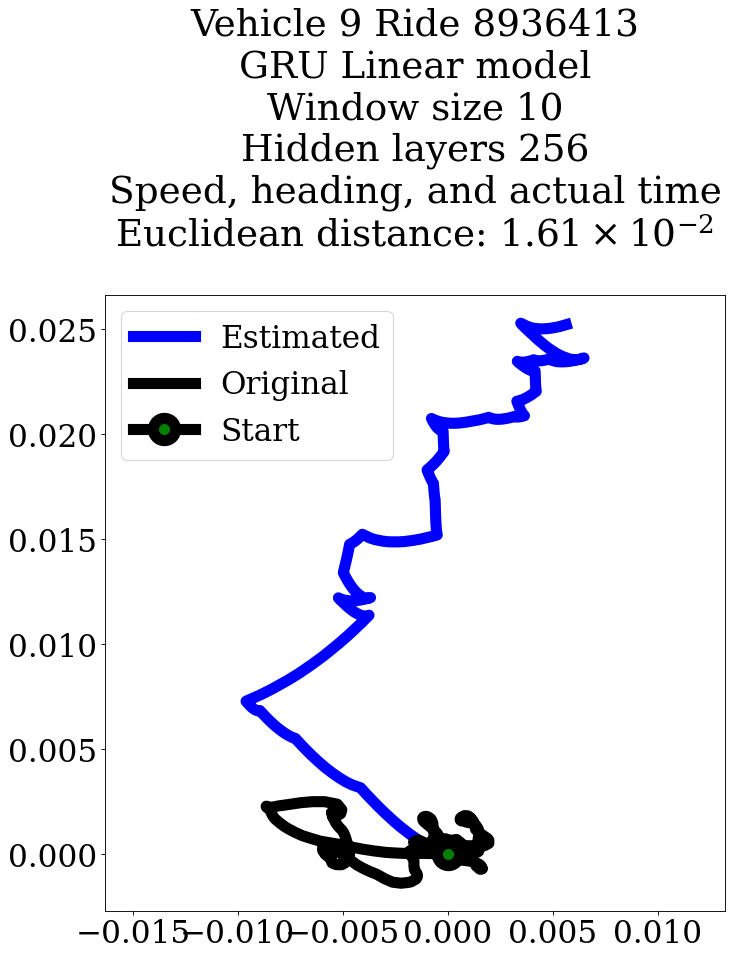 Vehicle 9 Ride 8936413
GRU Linear model
Window size 10
Hidden layers 256
Speed, heading, and actual time
Euclidean distance: 1.61 × 10⁻²
Estimated
Original
Start
0.025
0.020
0.015
0.010
0.005
0.000
−0.015 −0.010 −0.005 0.000 0.005 0.010